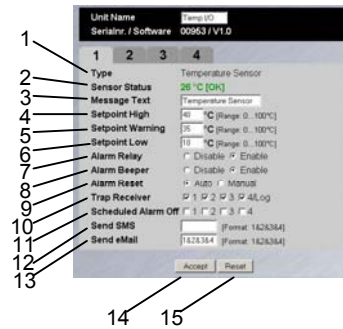 Unit Name Temp I/O
Serialnr. / Software 00953 / V1.0
1 2 3 4
1 Type Temperature Sensor
2 Sensor Status 26 °C [OK]
3 Message Text Temperature Sensor
4 Setpoint High 40 °C [Range: 0...100°C]
5 Setpoint Warning 35 °C [Range: 0...100°C]
6 Setpoint Low 10 °C [Range: 0...100°C]
7 Alarm Relay Disable Enable
8 Alarm Beeper Disable Enable
9 Alarm Reset Auto Manual
10 Trap Receiver 1 2 3 4/Log
11 Scheduled Alarm Off 1 2 3 4
12 Send SMS [Format: 1&2&3&4]
13 Send eMail 1&2&3&4 [Format: 1&2&3&4]
Accept Reset
14 15